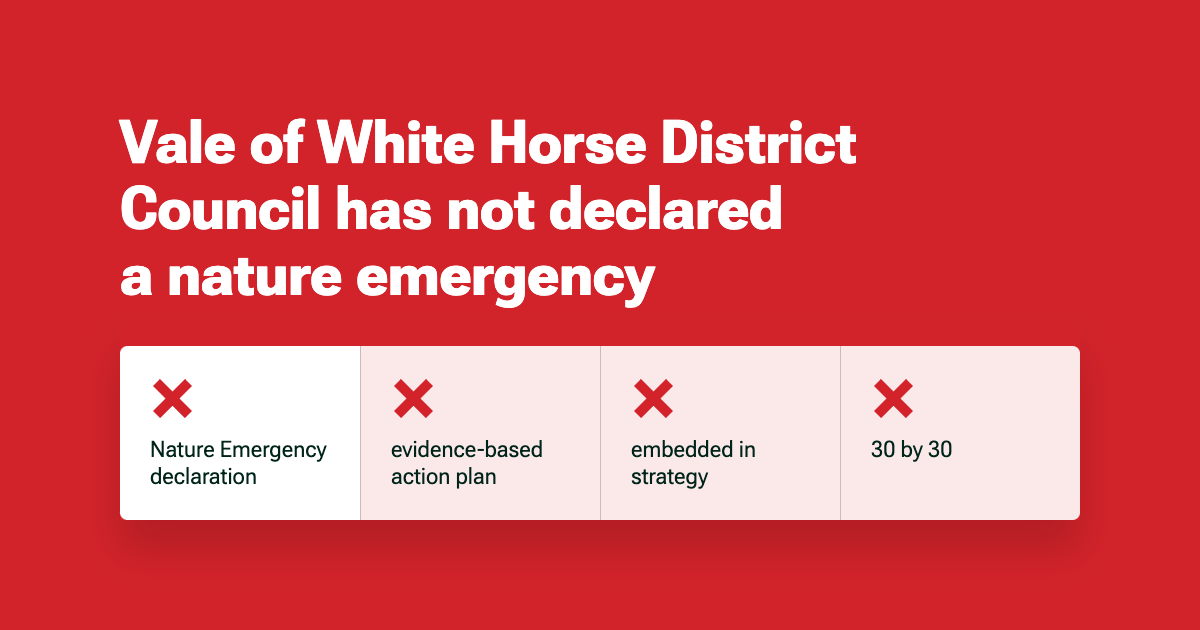 Vale of White Horse District
Council has not declared
a nature emergency
Nature Emergency
declaration
evidence-based
action plan
embedded in
strategy
30 by 30